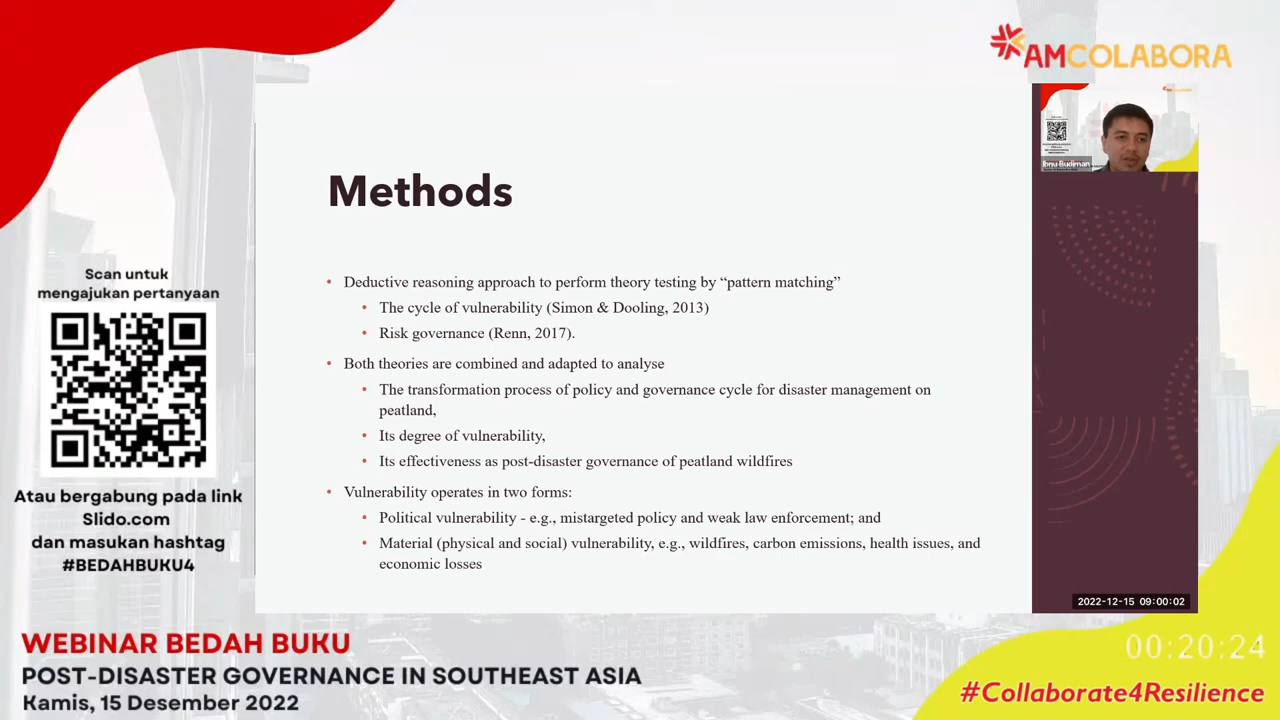 AMCOLABORA
Ibnu Budiman
Methods
• Deductive reasoning approach to perform theory testing by “pattern matching”
• The cycle of vulnerability (Simon & Dooling, 2013)
• Risk governance (Renn, 2017).
• Both theories are combined and adapted to analyse
• The transformation process of policy and governance cycle for disaster management on
peatland,
• Its degree of vulnerability,
• Its effectiveness as post-disaster governance of peatland wildfires
• Vulnerability operates in two forms:
• Political vulnerability - e.g., mistargeted policy and weak law enforcement; and
• Material (physical and social) vulnerability, e.g., wildfires, carbon emissions, health issues, and
economic losses
Scan untuk
mengajukan pertanyaan
Atau bergabung pada link
Slido.com
dan masukan hashtag
#BEDAHBUKU4
2022-12-15 09:00:02
WEBINAR BEDAH BUKU
POST-DISASTER GOVERNANCE IN SOUTHEAST ASIA
Kamis, 15 Desember 2022
00:20:24
#Collaborate4Resilience